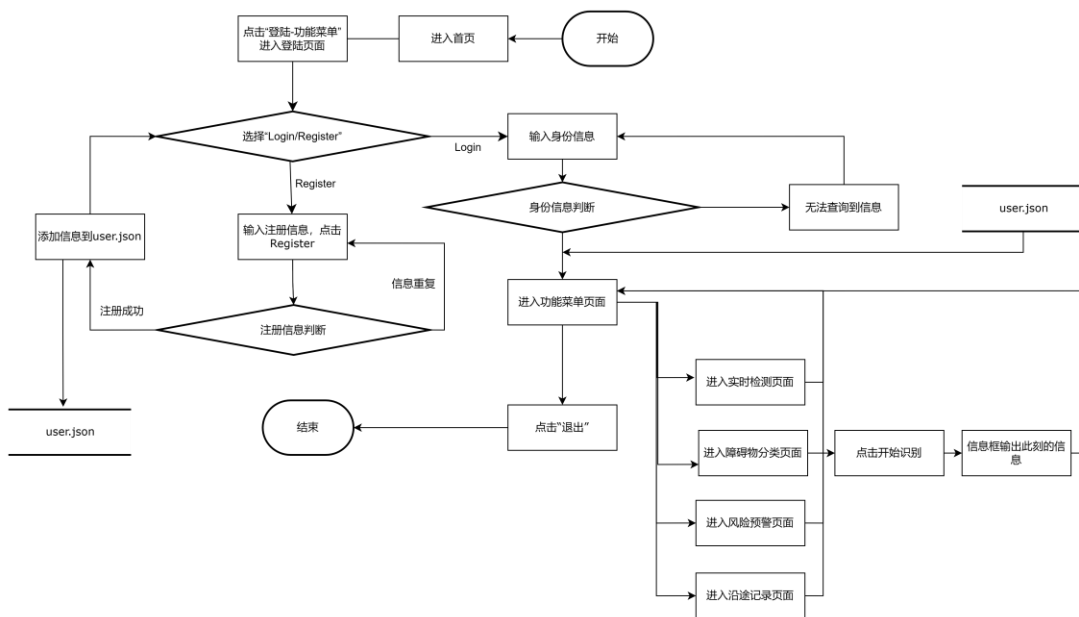 点击“登陆-功能菜单”
进入登陆页面
进入首页
开始
选择“Login/Register”
Login
输入身份信息
Register
身份信息判断
无法查询到信息
user.json
添加信息到user.json
输入注册信息，点击
Register
信息重复
注册成功
注册信息判断
进入功能菜单页面
进入实时检测页面
user.json
结束
点击“退出”
进入障碍物分类页面
点击开始识别
信息框输出此刻的信
息
进入风险预警页面
进入沿途记录页面